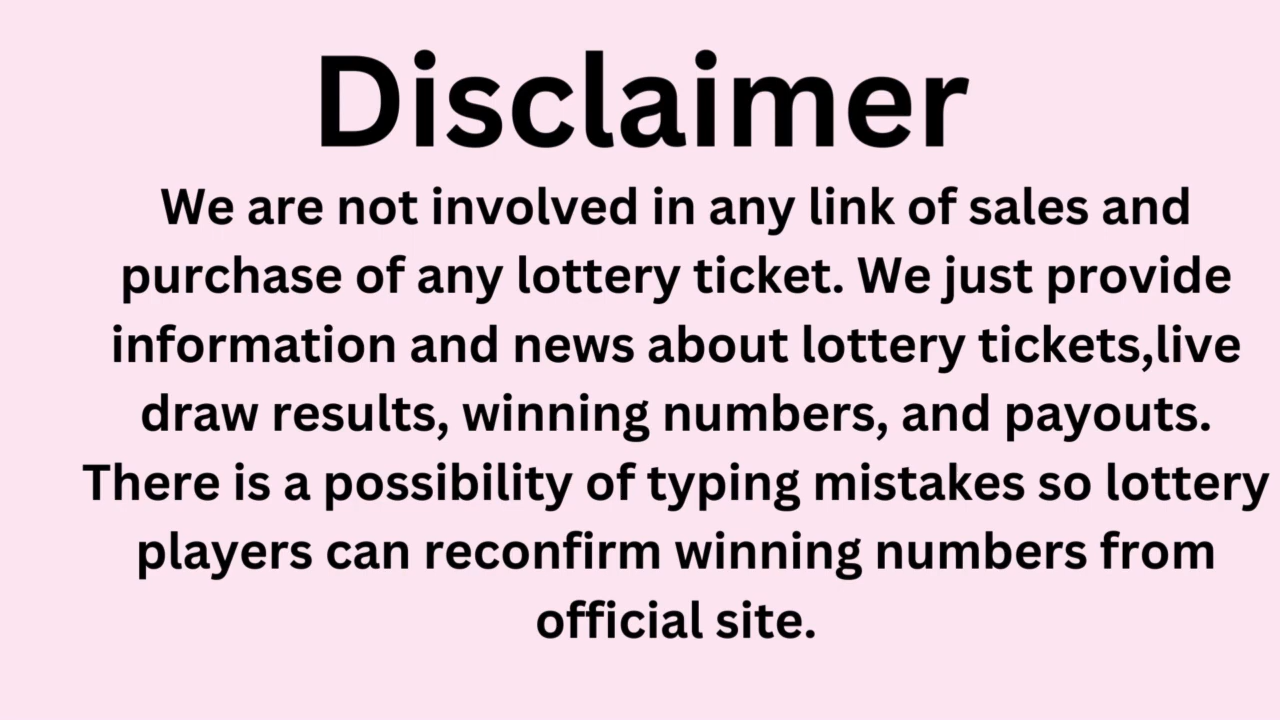 Disclaimer
We are not involved in any link of sales and
purchase of any lottery ticket. We just provide
information and news about lottery tickets,live
draw results, winning numbers, and payouts.
There is a possibility of typing mistakes so lottery
players can reconfirm winning numbers from
official site.